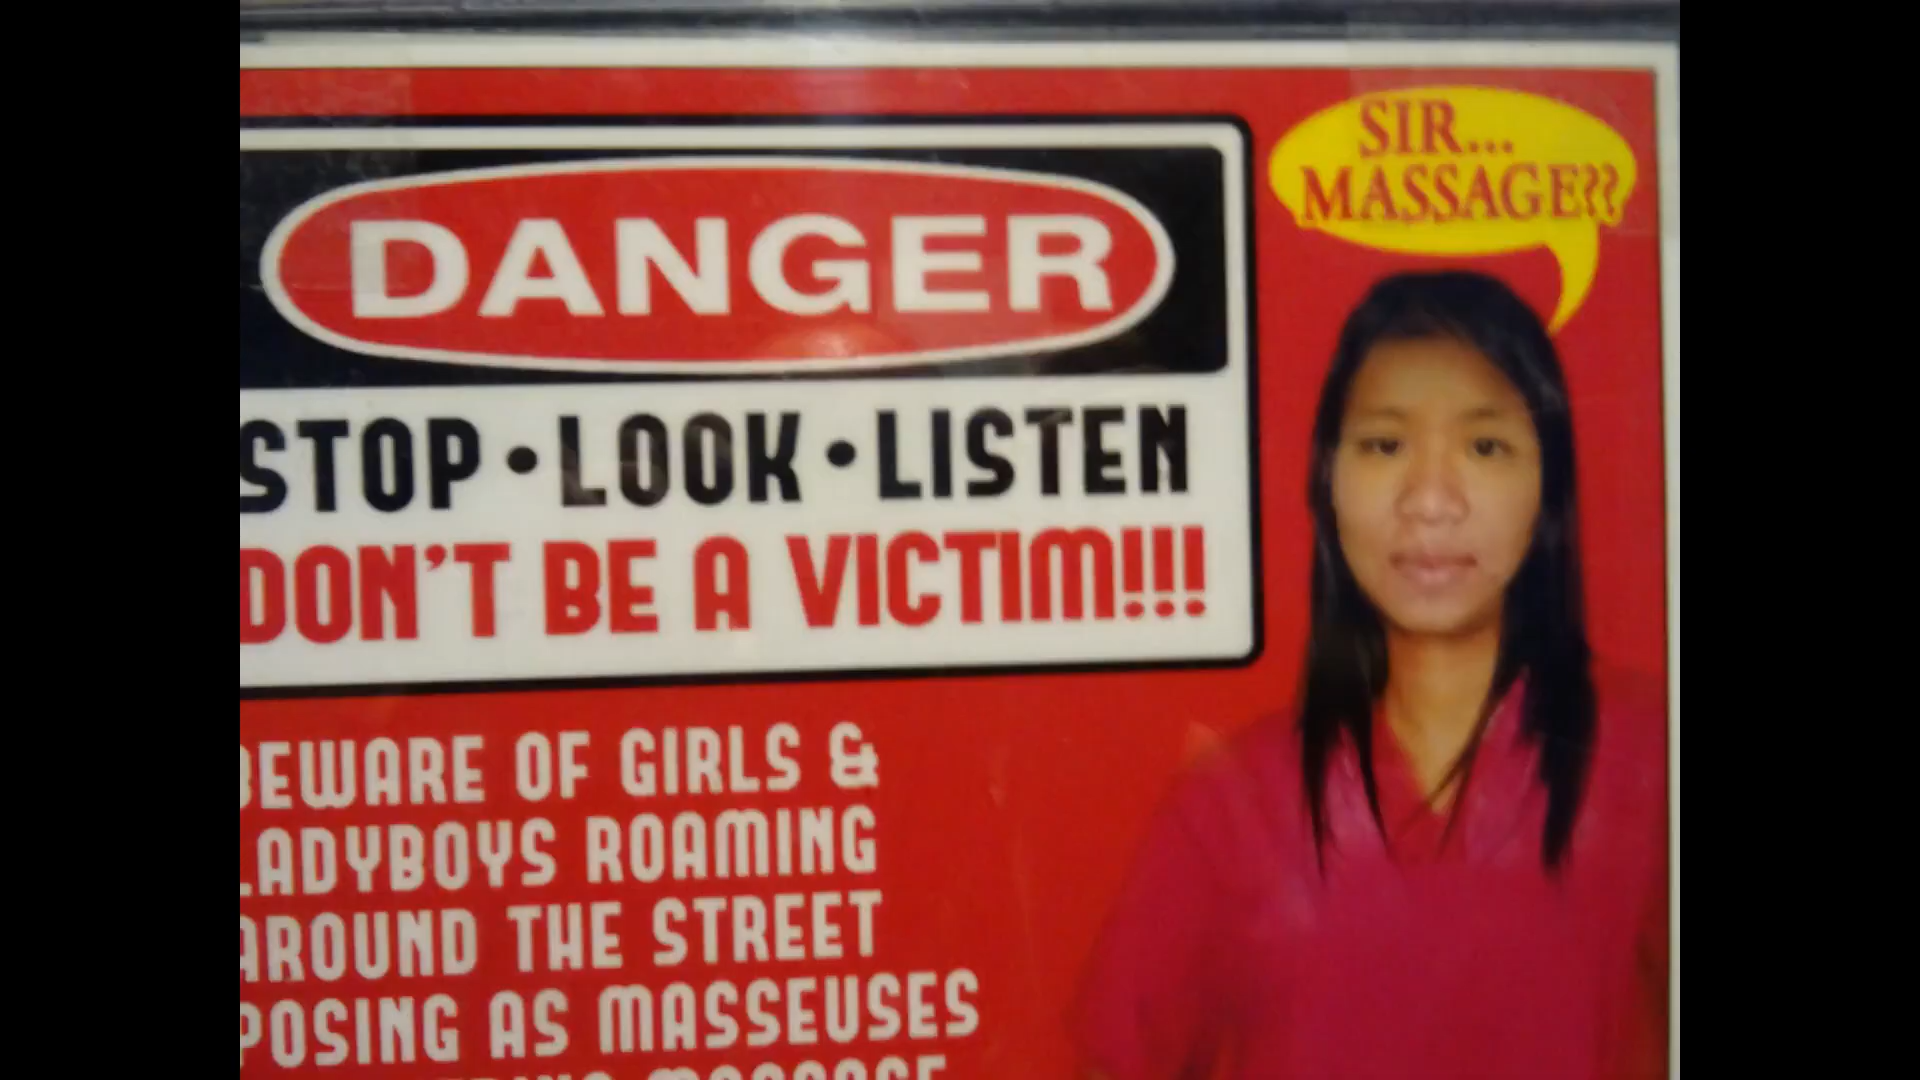 SIR...
MASSAGE??
DANGER
STOP • LOOK • LISTEN
DON'T BE A VICTIM!!!
BEWARE OF GIRLS &
LADYBOYS ROAMING
AROUND THE STREET
POSING AS MASSEUSES
MASSAGE